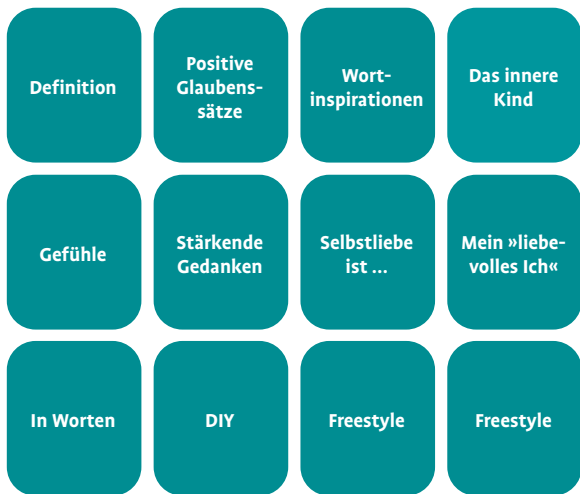 Definition
Positive
Glaubens-
sätze
Wort-
inspirationen
Das innere
Kind
Gefühle
Stärkende
Gedanken
Selbstliebe
ist ...
Mein »liebe-
volles Ich«
In Worten
DIY
Freestyle
Freestyle